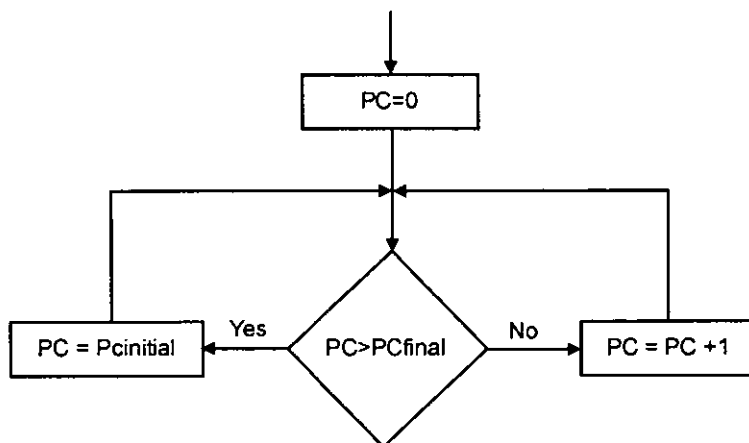 PC=0
Yes
No
PC = Pcinitial
PC>PCfinal
PC = PC +1